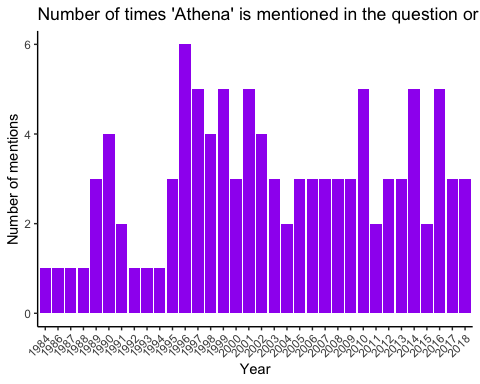 Number of times 'Athena' is mentioned in the question or
Number of mentions
6
4
2
0
1984 1986 1987 1988 1989 1990 1991 1992 1993 1994 1995 1996 1997 1998 1999 2000 2001 2002 2003 2004 2005 2006 2007 2008 2009 2010 2011 2012 2013 2014 2015 2016 2017 2018
Year